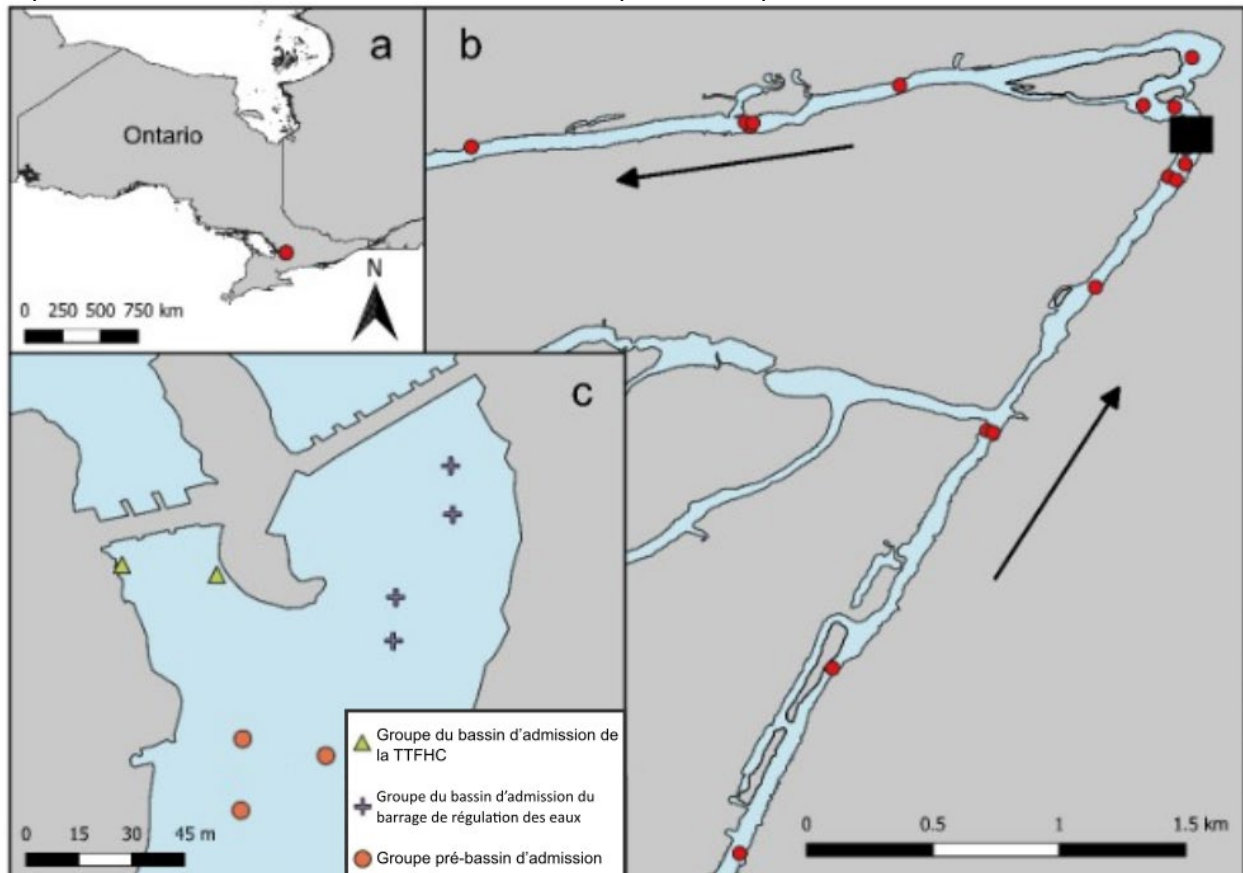 a
Ontario
N
0 250 500 750 km
b
0 0.5 1 1.5 km
c
0 15 30 45 m
Groupe du bassin d'admission de
la TTFHC
Groupe du bassin d'admission du
barrage de régulation des eaux
Groupe pré-bassin d'admission